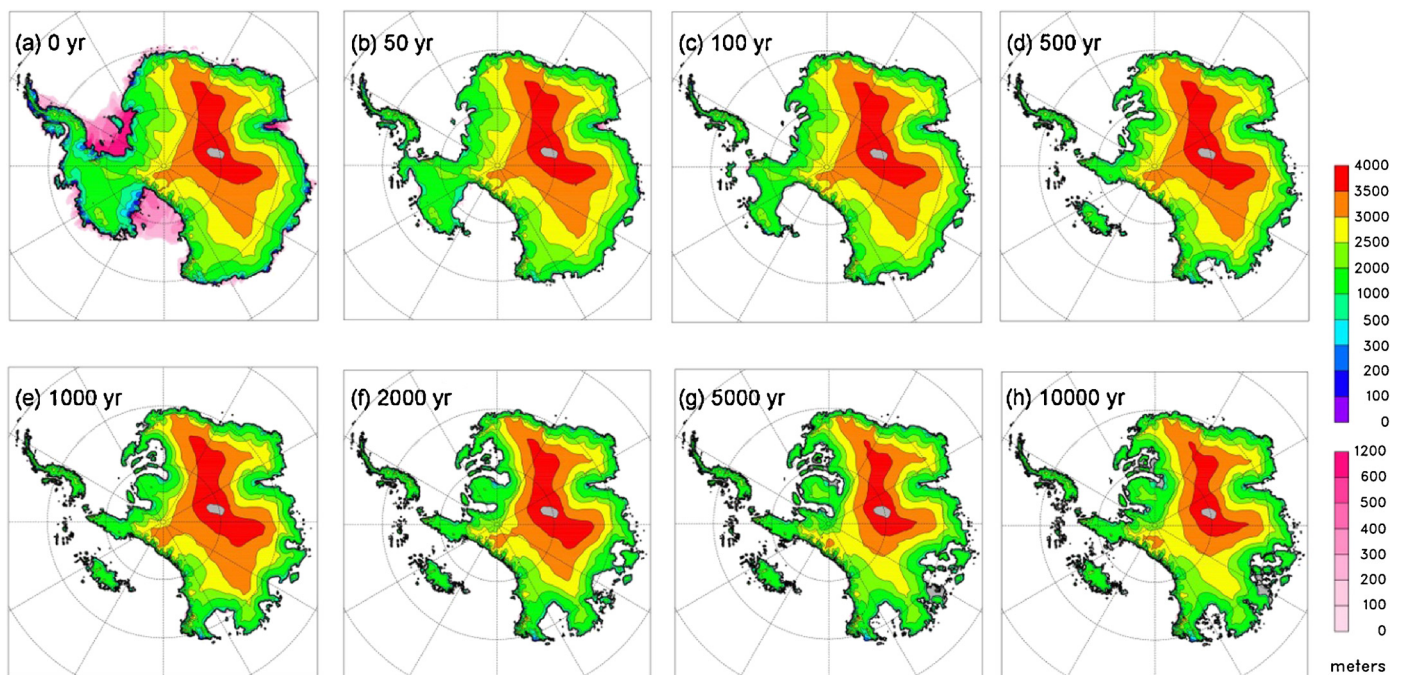 (a) 0 yr
(b) 50 yr
(c) 100 yr
(d) 500 yr
4000
3500
3000
2500
2000
1000
500
300
200
100
0
(e) 1000 yr
(f) 2000 yr
(g) 5000 yr
(h) 10000 yr
1200
600
500
400
300
200
100
0
meters